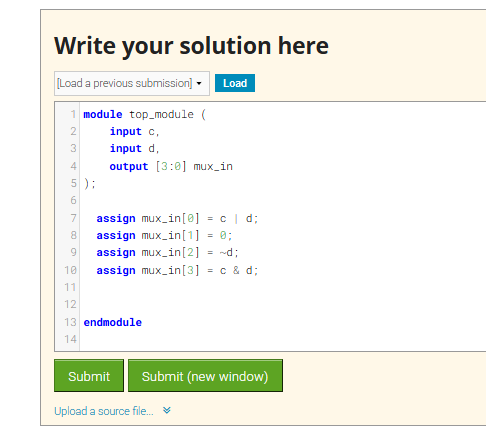 Write your solution here
[Load a previous submission] Load
1 module top_module (
2 input c,
3 input d,
4 output [3:0] mux_in
5 );
6
7 assign mux_in[0] = c | d;
8 assign mux_in[1] = 0;
9 assign mux_in[2] = ~d;
10 assign mux_in[3] = c & d;
11
12
13 endmodule
14
Submit Submit (new window)
Upload a source file...